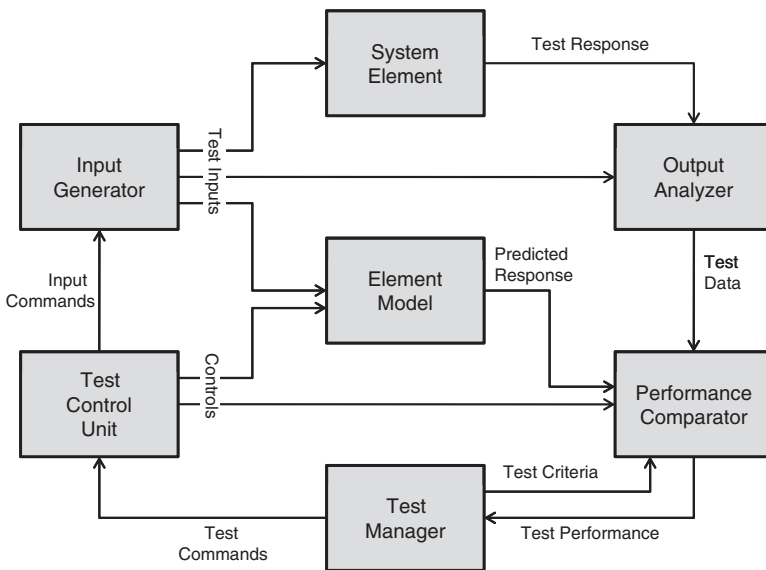 System
Element
Test Response
Input
Generator
Test Inputs
Output
Analyzer
Input
Commands
Element
Model
Predicted
Response
Test
Data
Test
Control
Unit
Controls
Performance
Comparator
Test
Manager
Test Criteria
Test Performance
Test
Commands